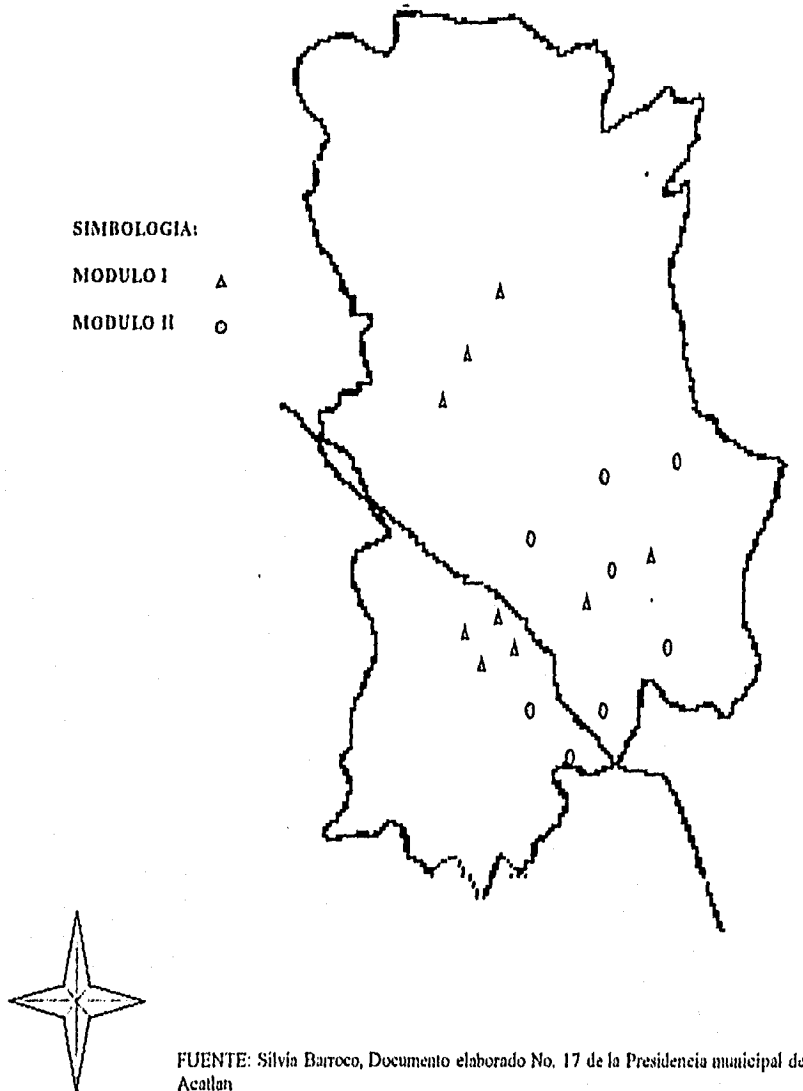 SIMBOLOGIA:
MODULO I
MODULO II
FUENTE: Silvia Barroco, Documento elaborado No. 17 de la Presidencia municipal de
Acatlan